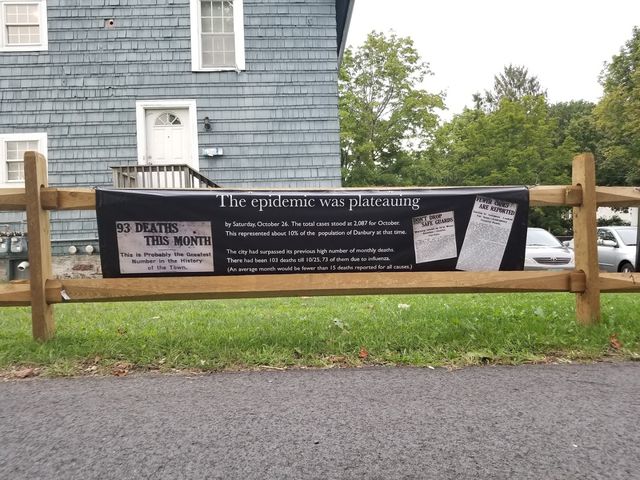 The epidemic was plateauing
93 DEATHS
THIS MONTH
This is Probably the Greatest
Number in the History
of the Town.
by Saturday, October 26. The total cases stood at 2,087 for October.
This represented about 10% of the population of Danbury at that time.
The city had surpassed its previous high number of monthly deaths.
There had been 103 deaths till 10/25, 73 of them due to influenza.
(An average month would be fewer than 15 deaths reported for all causes.)
DON'T DROP
SAFE GUARDS
FEWER CASES
ARE REPORTED